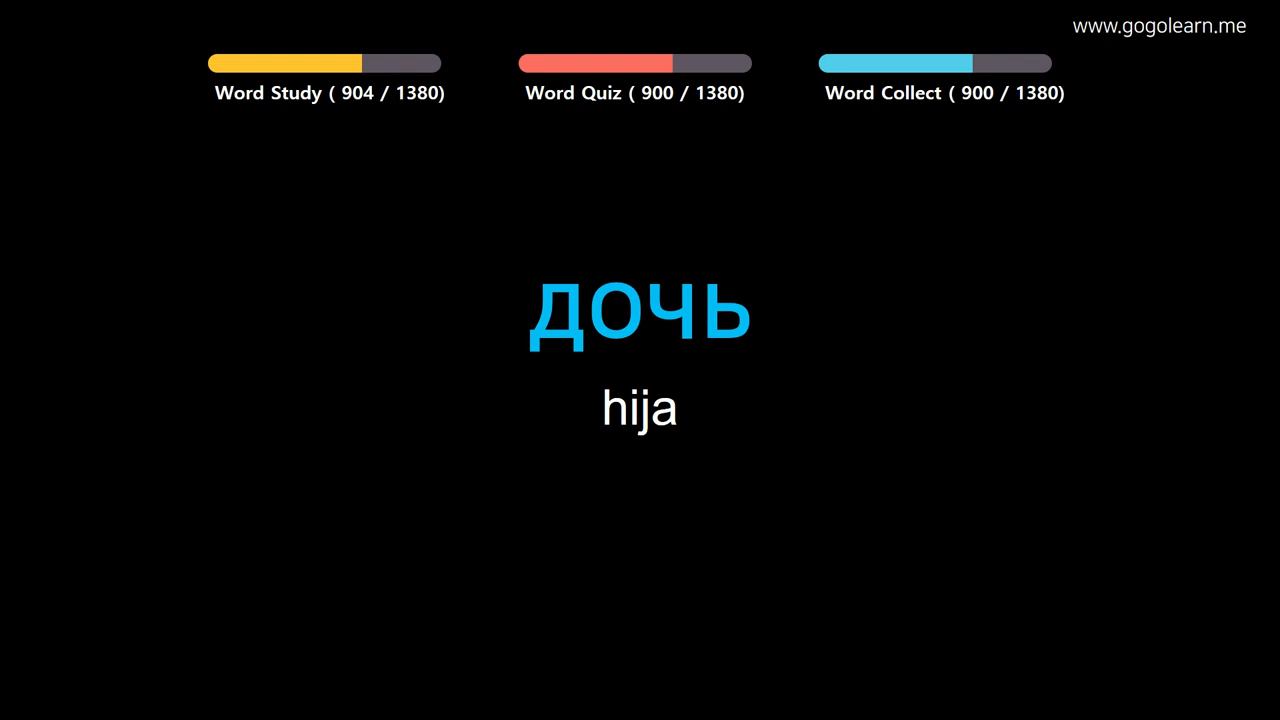 www.gogolearn.me
Word Study ( 904 / 1380)
Word Quiz ( 900 / 1380)
Word Collect ( 900 / 1380)
дочь
hija